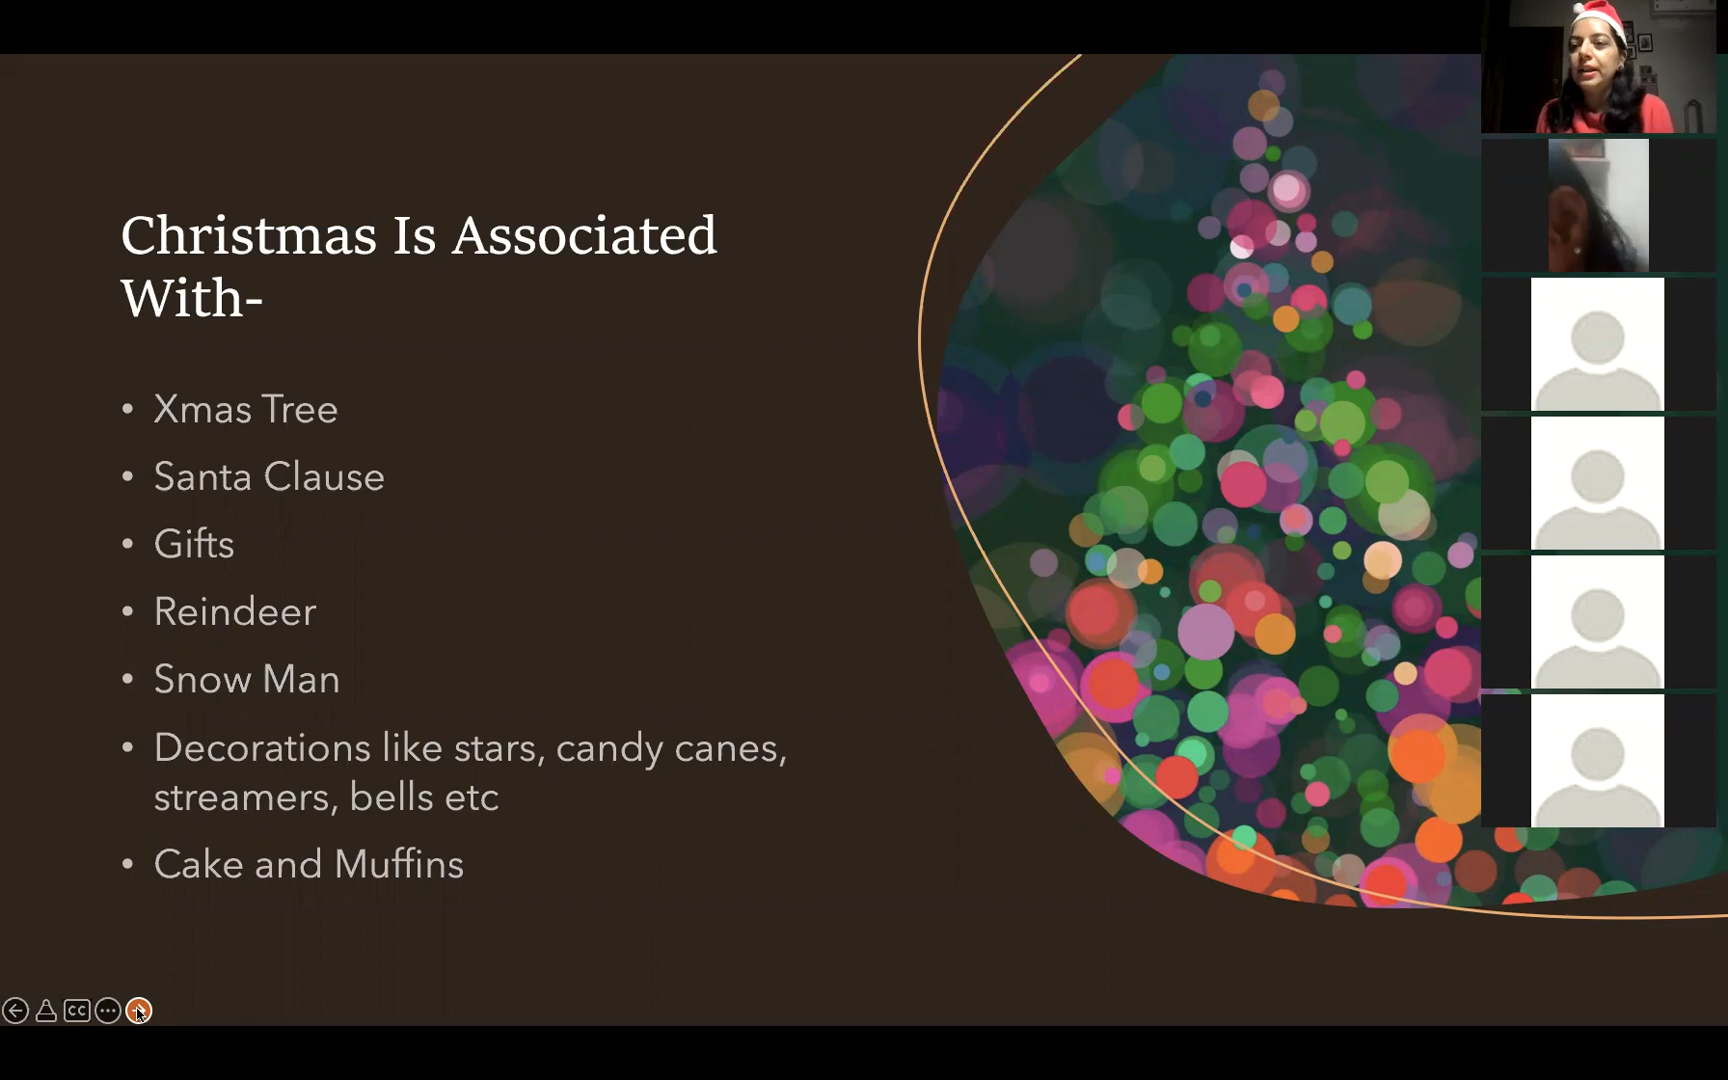 Christmas Is Associated
With-
• Xmas Tree
• Santa Clause
• Gifts
• Reindeer
• Snow Man
• Decorations like stars, candy canes,
streamers, bells etc
• Cake and Muffins
CC